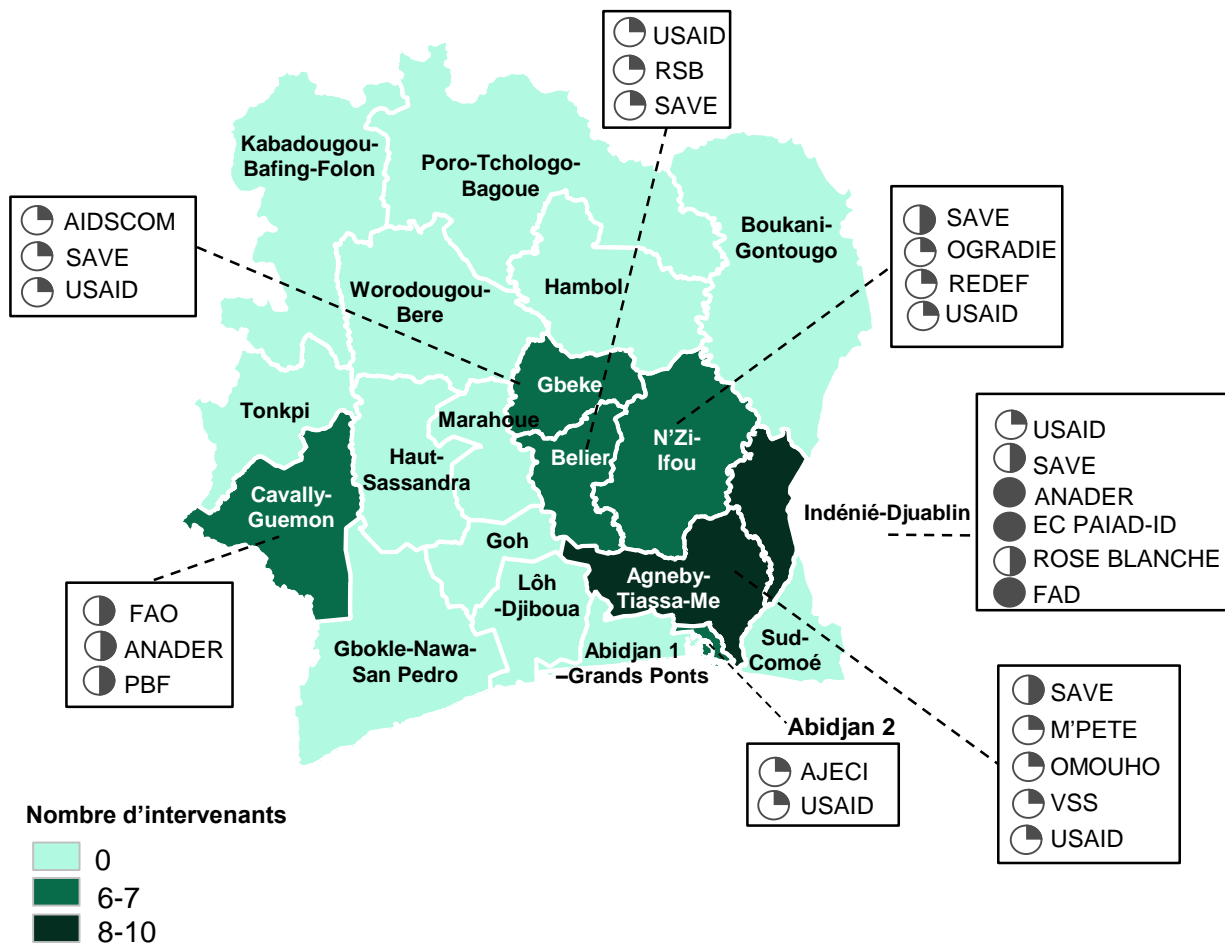 USAID
RSB
SAVE
Kabadougou-
Bafing-Folon
Poro-Tchologo-
Bagoue
Boukani-
Gontougo
AIDSCOM
SAVE
USAID
SAVE
OGRADIE
REDEF
USAID
Worodougou-
Bere
Hambol
Gbeke
Tonkpi
Marahoue
Belier
N'Zi-
Ifou
Haut-
Sassandra
Cavally-
Guemon
USAID
SAVE
ANADER
EC PAIAD-ID
ROSE BLANCHE
FAD
Indénié-Djuablin
Goh
Agneby-
Tiassa-Me
Lôh
-Djiboua
FAO
ANADER
PBF
Gbokle-Nawa-
San Pedro
Abidjan 1
–Grands Ponts
Sud-
Comoé
Abidjan 2
AJECI
USAID
SAVE
M'PETE
OMOUHO
VSS
USAID
Nombre d'intervenants
0
6-7
8-10